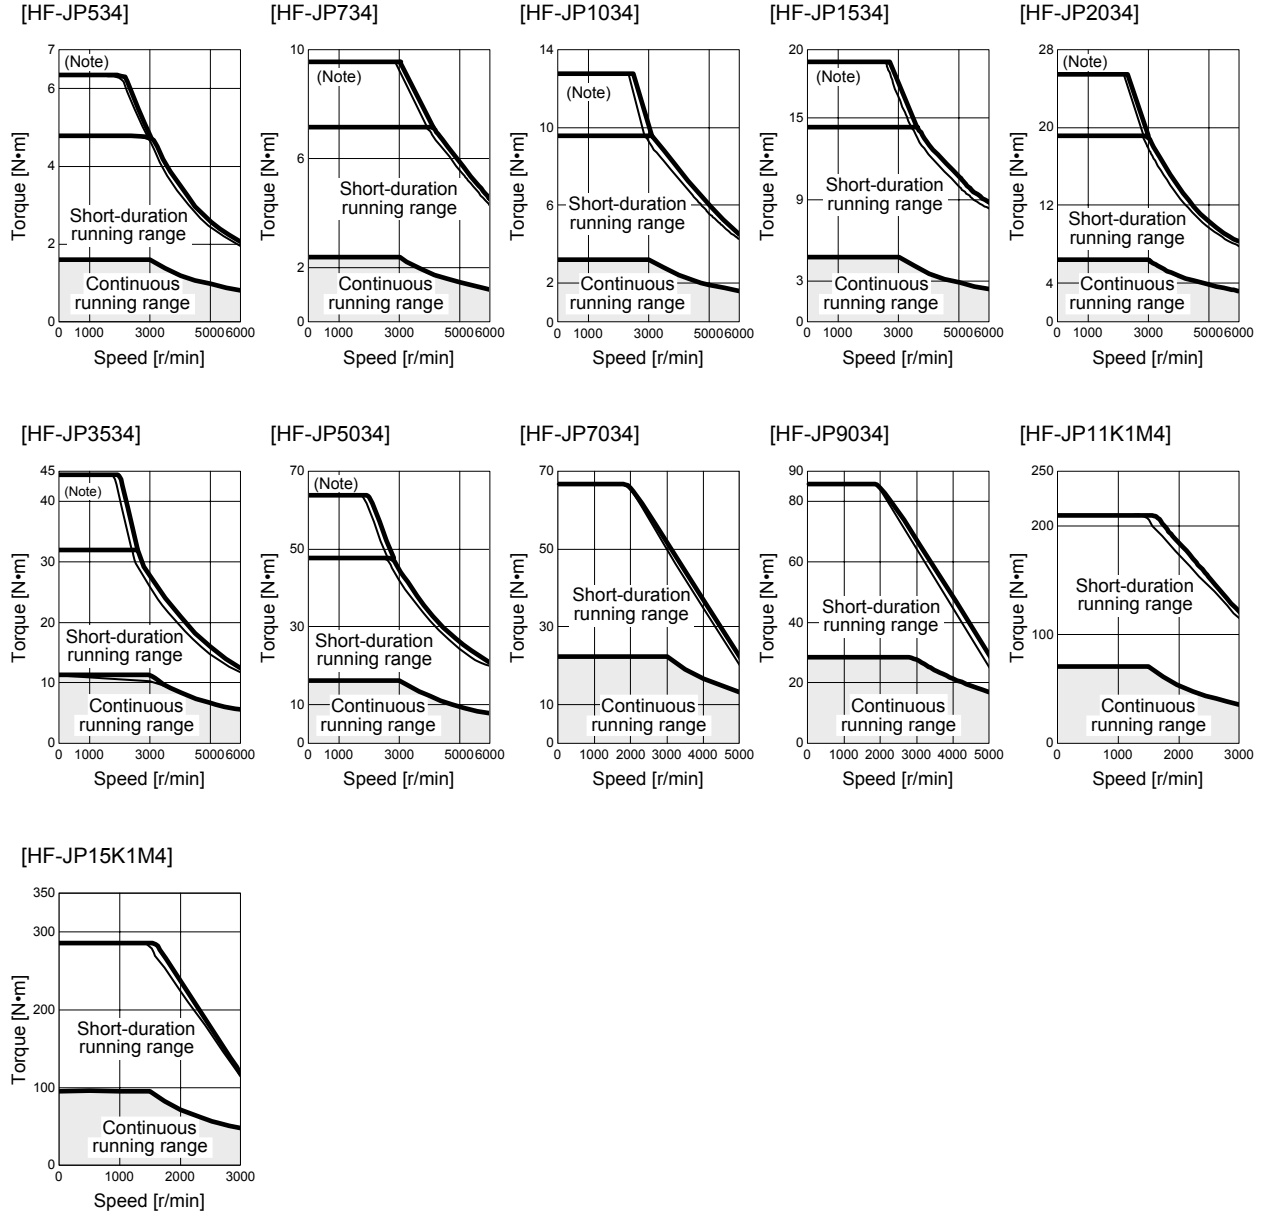 [HF-JP534]
7
(Note)
6
4
2
0
Torque [N•m]
Short-duration
running range
Continuous
running range
0 1000 3000 5000 6000
Speed [r/min]
[HF-JP734]
10
(Note)
6
2
0
Torque [N•m]
Short-duration
running range
Continuous
running range
0 1000 3000 5000 6000
Speed [r/min]
[HF-JP1034]
14
(Note)
10
6
2
0
Torque [N•m]
Short-duration
running range
Continuous
running range
0 1000 3000 5000 6000
Speed [r/min]
[HF-JP1534]
20
(Note)
15
9
3
0
Torque [N•m]
Short-duration
running range
Continuous
running range
0 1000 3000 5000 6000
Speed [r/min]
[HF-JP2034]
28
(Note)
20
12
4
0
Torque [N•m]
Short-duration
running range
Continuous
running range
0 1000 3000 5000 6000
Speed [r/min]
[HF-JP3534]
45
(Note)
40
30
20
10
0
Torque [N•m]
Short-duration
running range
Continuous
running range
0 1000 3000 5000 6000
Speed [r/min]
[HF-JP5034]
70
(Note)
50
30
10
0
Torque [N•m]
Short-duration
running range
Continuous
running range
0 1000 3000 5000 6000
Speed [r/min]
[HF-JP7034]
70
50
30
10
0
Torque [N•m]
Short-duration
running range
Continuous
running range
0 1000 2000 3000 4000 5000
Speed [r/min]
[HF-JP9034]
90
80
60
40
20
0
Torque [N•m]
Short-duration
running range
Continuous
running range
0 1000 2000 3000 4000 5000
Speed [r/min]
[HF-JP11K1M4]
250
200
100
0
Torque [N•m]
Short-duration
running range
Continuous
running range
0 1000 2000 3000
Speed [r/min]
[HF-JP15K1M4]
350
300
200
100
0
Torque [N•m]
Short-duration
running range
Continuous
running range
0 1000 2000 3000
Speed [r/min]